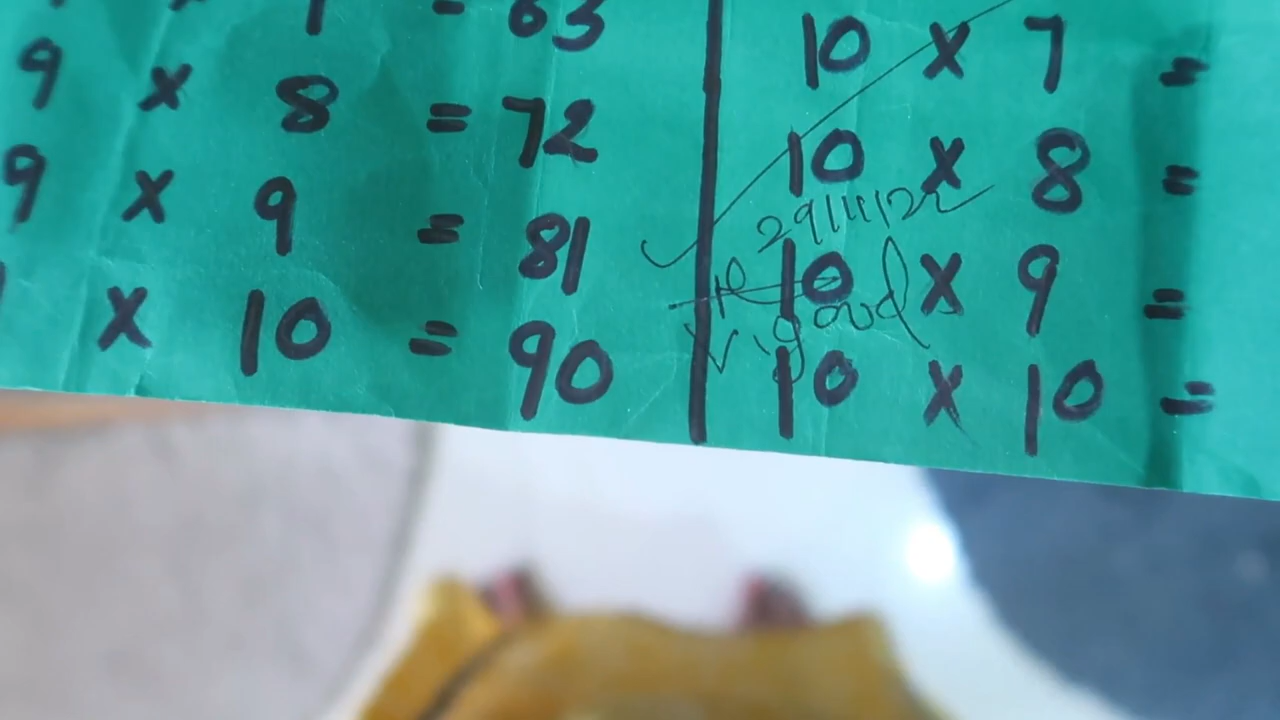 = 63
9 × 8 = 72
9 × 9 = 81
× 10 = 90
10 × 7 =
10 × 8 =
29/11/22
10 × 9 =
V.good
10 × 10 =